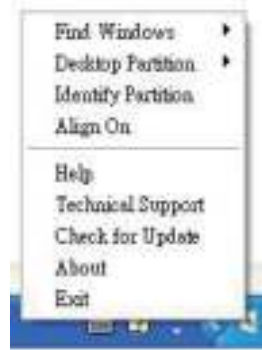 Find Windows
Desktop Partition
Identify Partition
Align On
Help
Technical Support
Check for Update
About
Exit